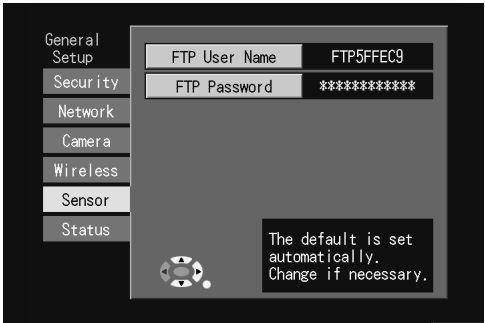 General
Setup
Security
Network
Camera
Wireless
Sensor
Status
FTP User Name FTP5FFEC9
FTP Password ************
The default is set
automatically.
Change if necessary.